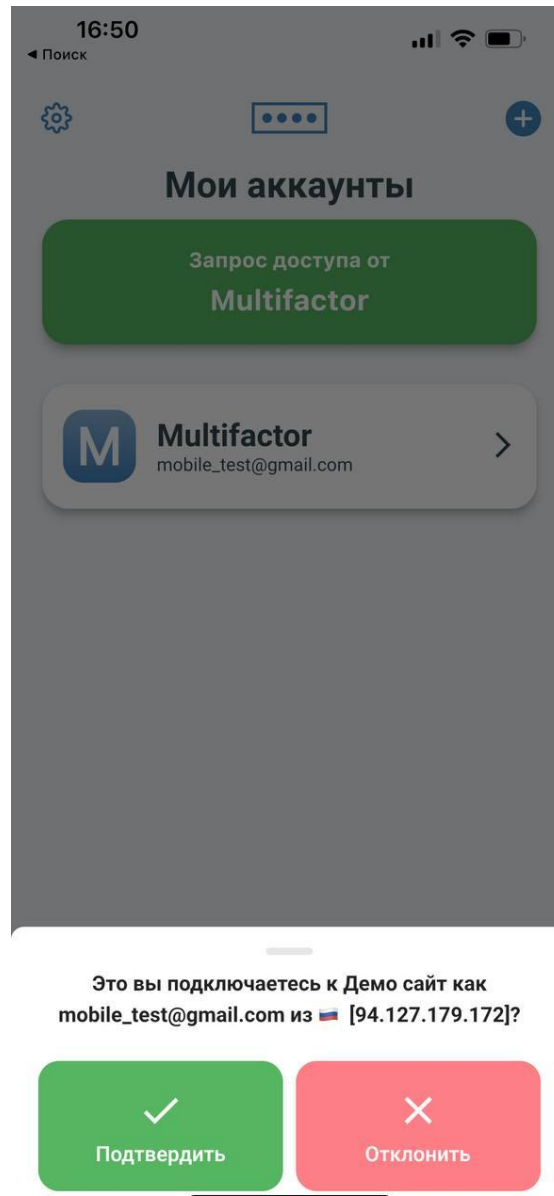 16:50
◀ Поиск
Мои аккаунты
Запрос доступа от
Multifactor
M
Multifactor
mobile_test@gmail.com
Это вы подключаетесь к Демо сайт как
mobile_test@gmail.com из 🇷🇺 [94.127.179.172]?
Подтвердить
Отклонить